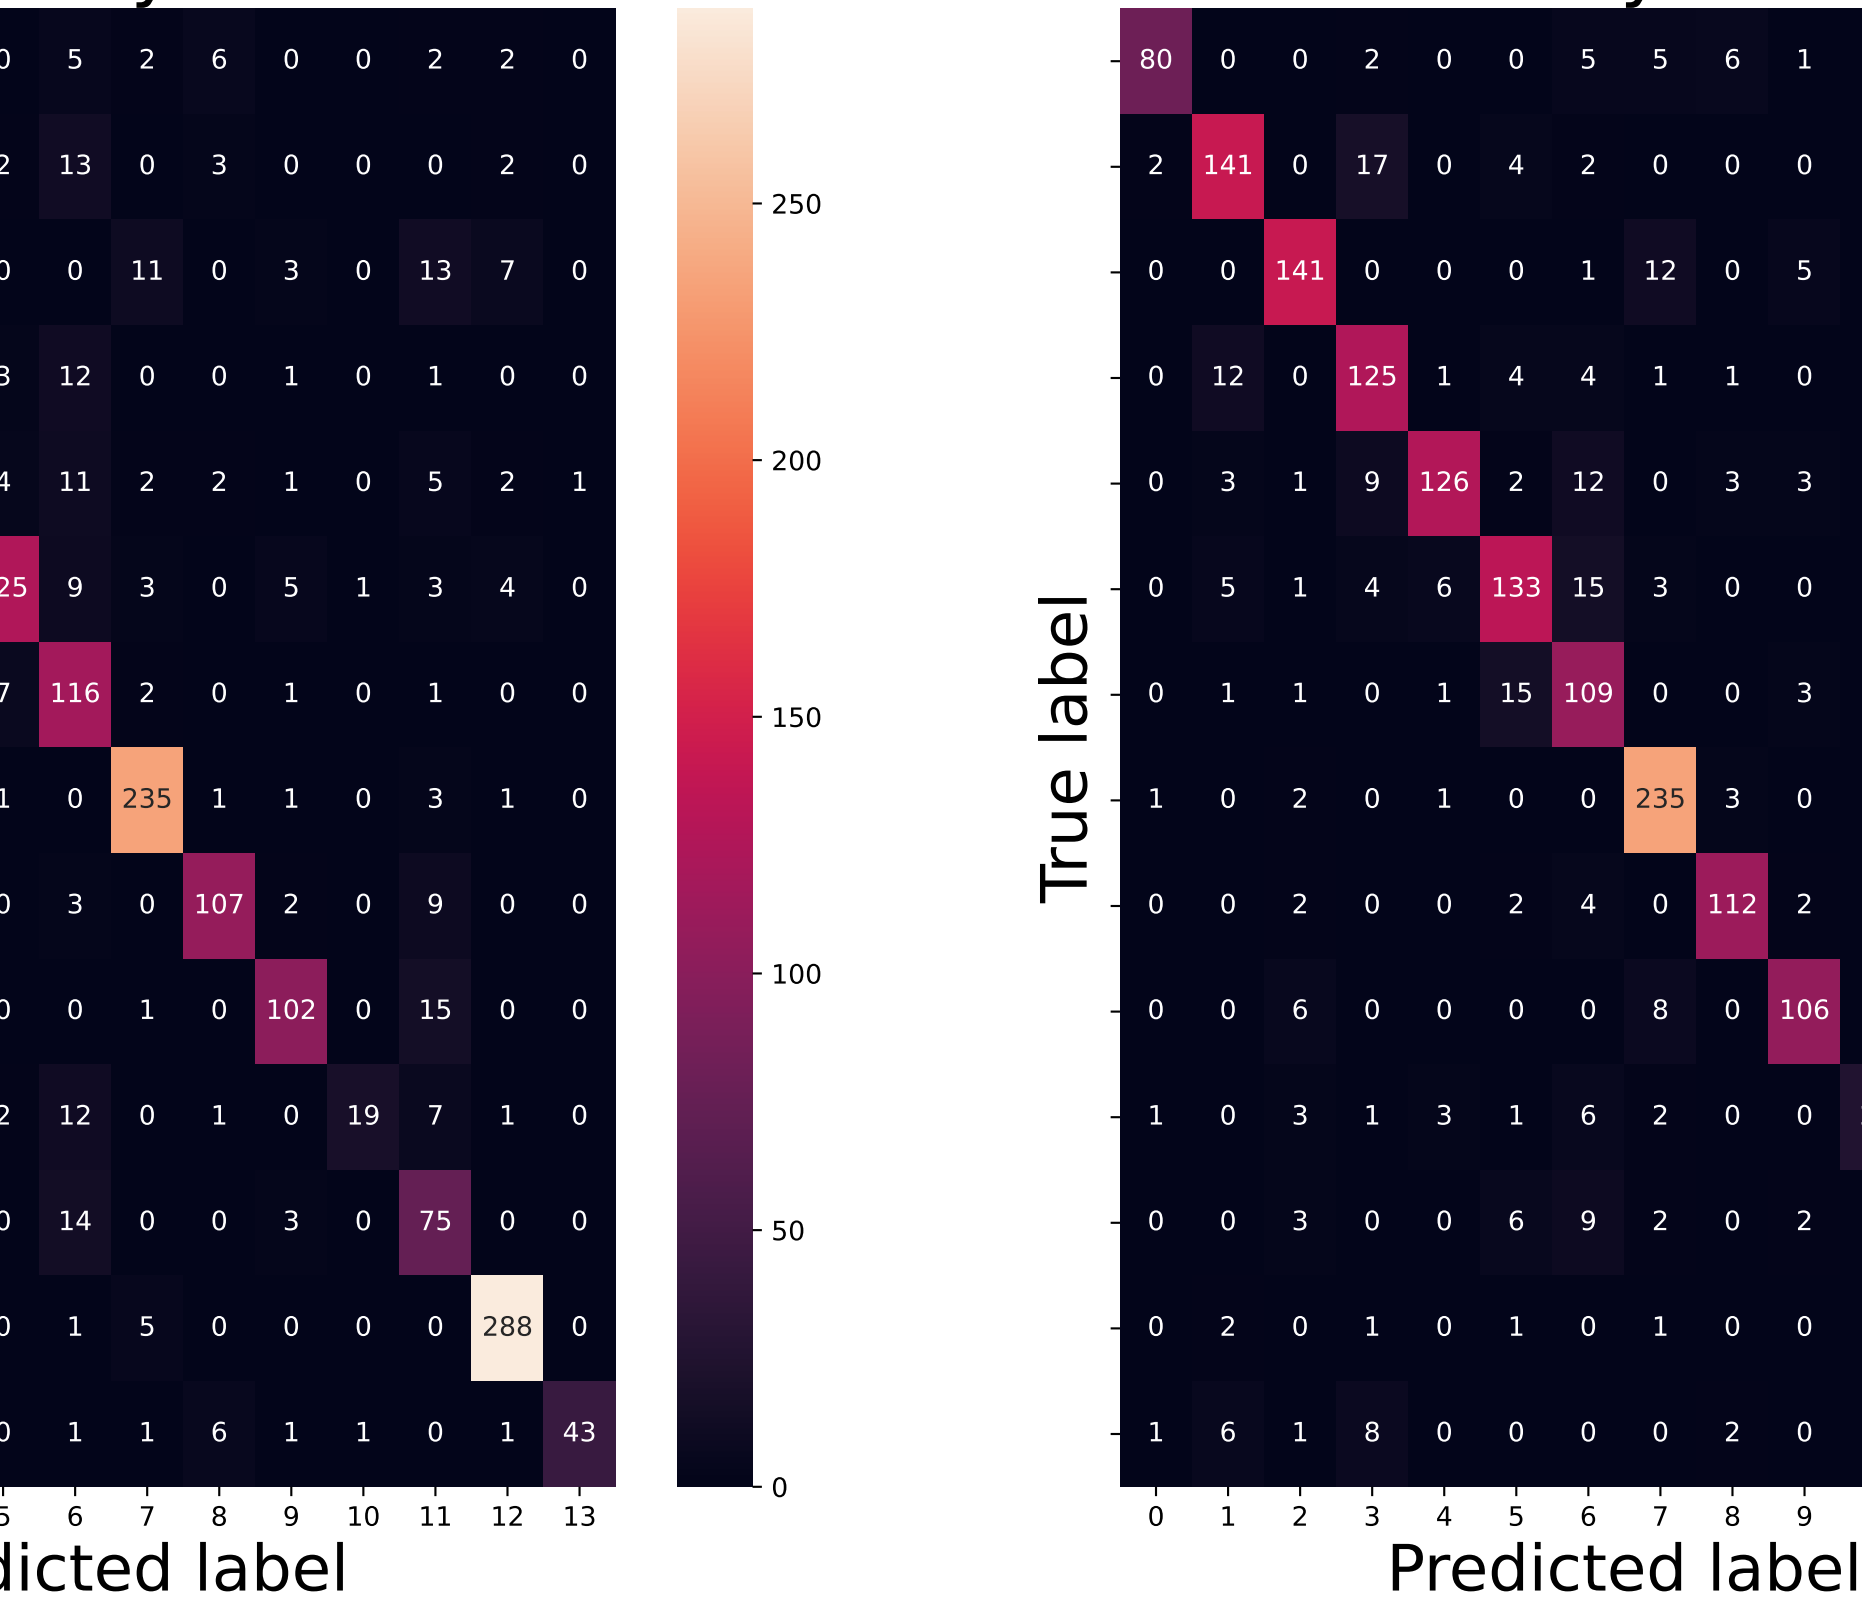 0 5 2 6 0 0 2 2 0
2 13 0 3 0 0 0 2 0
0 0 11 0 3 0 13 7 0
3 12 0 0 1 0 1 0 0
4 11 2 2 1 0 5 2 1
25 9 3 0 5 1 3 4 0
7 116 2 0 1 0 1 0 0
1 0 235 1 1 0 3 1 0
0 3 0 107 2 0 9 0 0
0 0 1 0 102 0 15 0 0
2 12 0 1 0 19 7 1 0
0 14 0 0 3 0 75 0 0
0 1 5 0 0 0 0 288 0
0 1 1 6 1 1 0 1 43
5 6 7 8 9 10 11 12 13
dicted label
250
200
150
100
50
0
True label
80 0 0 2 0 0 5 5 6 1
2 141 0 17 0 4 2 0 0 0
0 0 141 0 0 0 1 12 0 5
0 12 0 125 1 4 4 1 1 0
0 3 1 9 126 2 12 0 3 3
0 5 1 4 6 133 15 3 0 0
0 1 1 0 1 15 109 0 0 3
1 0 2 0 1 0 0 235 3 0
0 0 2 0 0 2 4 0 112 2
0 0 6 0 0 0 0 8 0 106
1 0 3 1 3 1 6 2 0 0
0 0 3 0 0 6 9 2 0 2
0 2 0 1 0 1 0 1 0 0
1 6 1 8 0 0 0 0 2 0
0 1 2 3 4 5 6 7 8 9
Predicted label